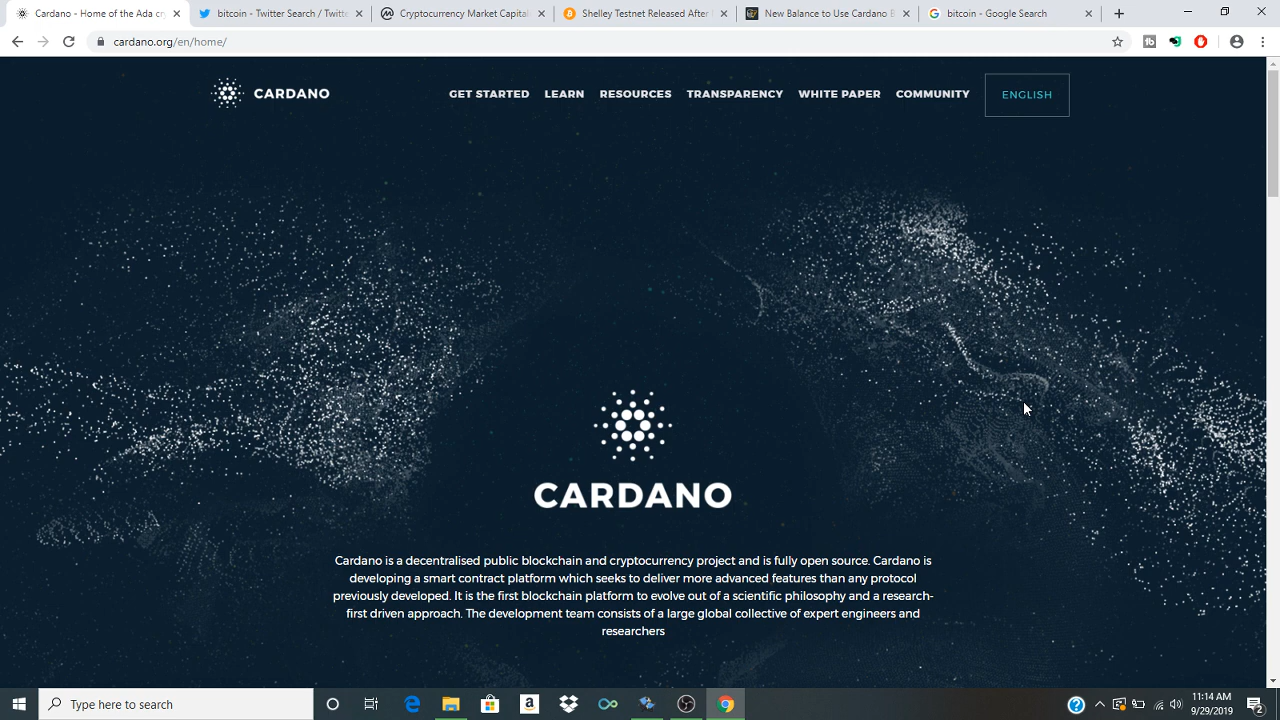 Cardano - Home of the Ada cr
bitcoin - Twitter Search / Twitte
Cryptocurrency Market Capital
Shelley Testnet Released After
New Balance to Use Cardano B
bitcoin - Google Search
cardano.org/en/home/
CARDANO
GET STARTED
LEARN
RESOURCES
TRANSPARENCY
WHITE PAPER
COMMUNITY
ENGLISH
CARDANO
Cardano is a decentralised public blockchain and cryptocurrency project and is fully open source. Cardano is
developing a smart contract platform which seeks to deliver more advanced features than any protocol
previously developed. It is the first blockchain platform to evolve out of a scientific philosophy and a research-
first driven approach. The development team consists of a large global collective of expert engineers and
researchers
Type here to search
11:14 AM
9/29/2019
2